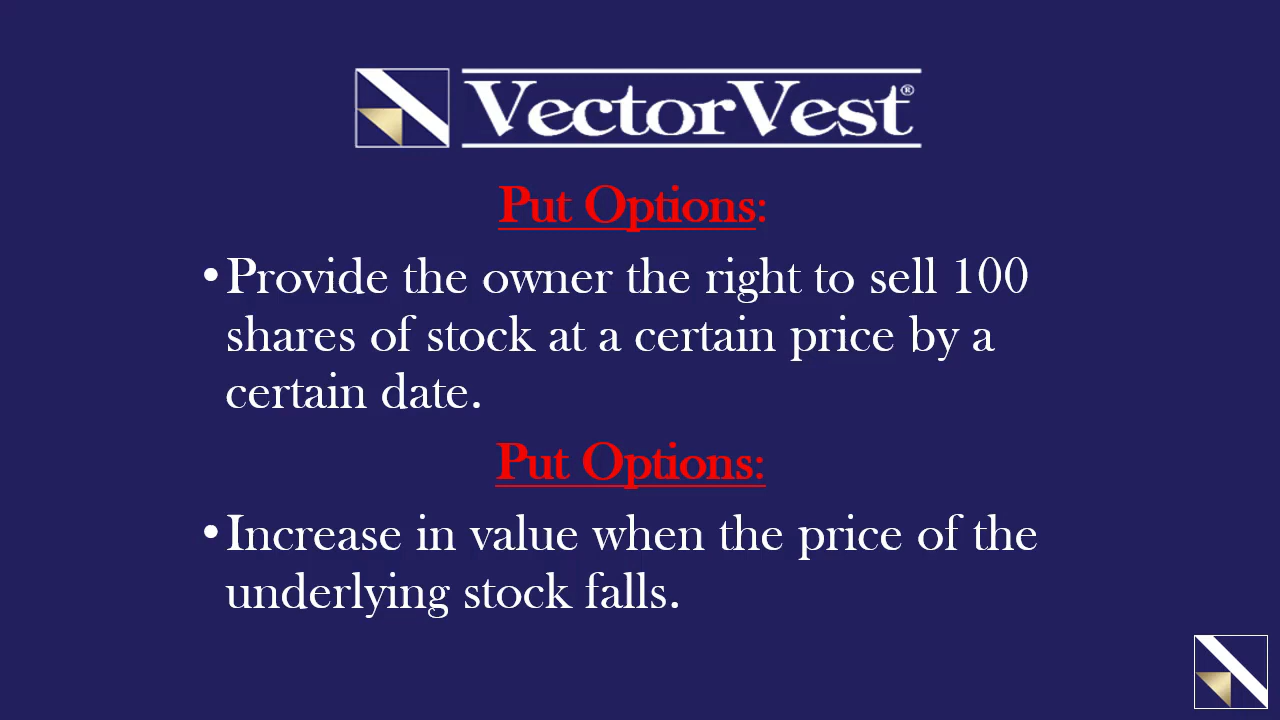 VectorVest®
Put Options:
•Provide the owner the right to sell 100
shares of stock at a certain price by a
certain date.
Put Options:
•Increase in value when the price of the
underlying stock falls.